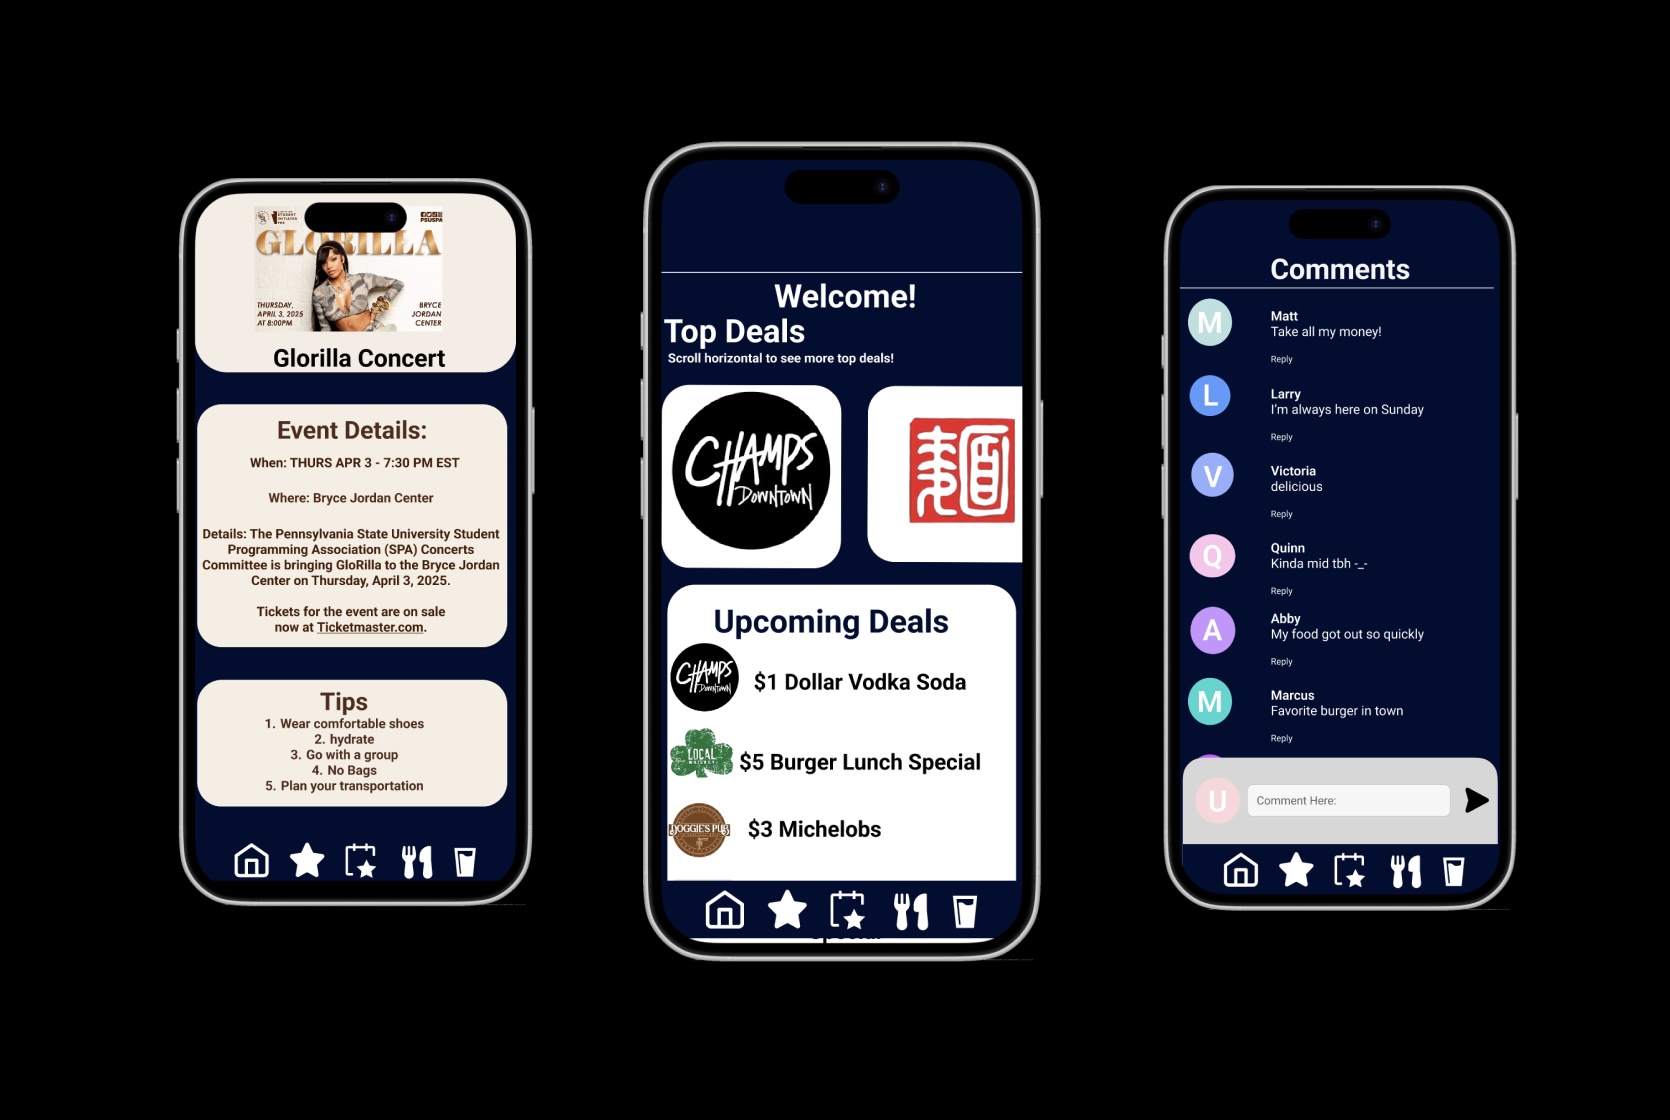 GLORILLA
PSUSPA
THURSDAY,
APRIL 3, 2025
AT 8:00PM
BRYCE
JORDAN
CENTER
Glorilla Concert
Event Details:
When: THURS APR 3 - 7:30 PM EST
Where: Bryce Jordan Center
Details: The Pennsylvania State University Student
Programming Association (SPA) Concerts
Committee is bringing GloRilla to the Bryce Jordan
Center on Thursday, April 3, 2025.
Tickets for the event are on sale
now at Ticketmaster.com.
Tips
1. Wear comfortable shoes
2. hydrate
3. Go with a group
4. No Bags
5. Plan your transportation
Welcome!
Top Deals
Scroll horizontal to see more top deals!
CHAMPS
DOWNTOWN
Upcoming Deals
CHAMPS
DOWNTOWN
$1 Dollar Vodka Soda
LOCAL
WHISKEY
$5 Burger Lunch Special
DOGGIE'S PUB
$3 Michelobs
Comments
M
Matt
Take all my money!
Reply
L
Larry
I'm always here on Sunday
Reply
V
Victoria
delicious
Reply
Q
Quinn
Kinda mid tbh -_-
Reply
A
Abby
My food got out so quickly
Reply
M
Marcus
Favorite burger in town
Reply
U
Comment Here: